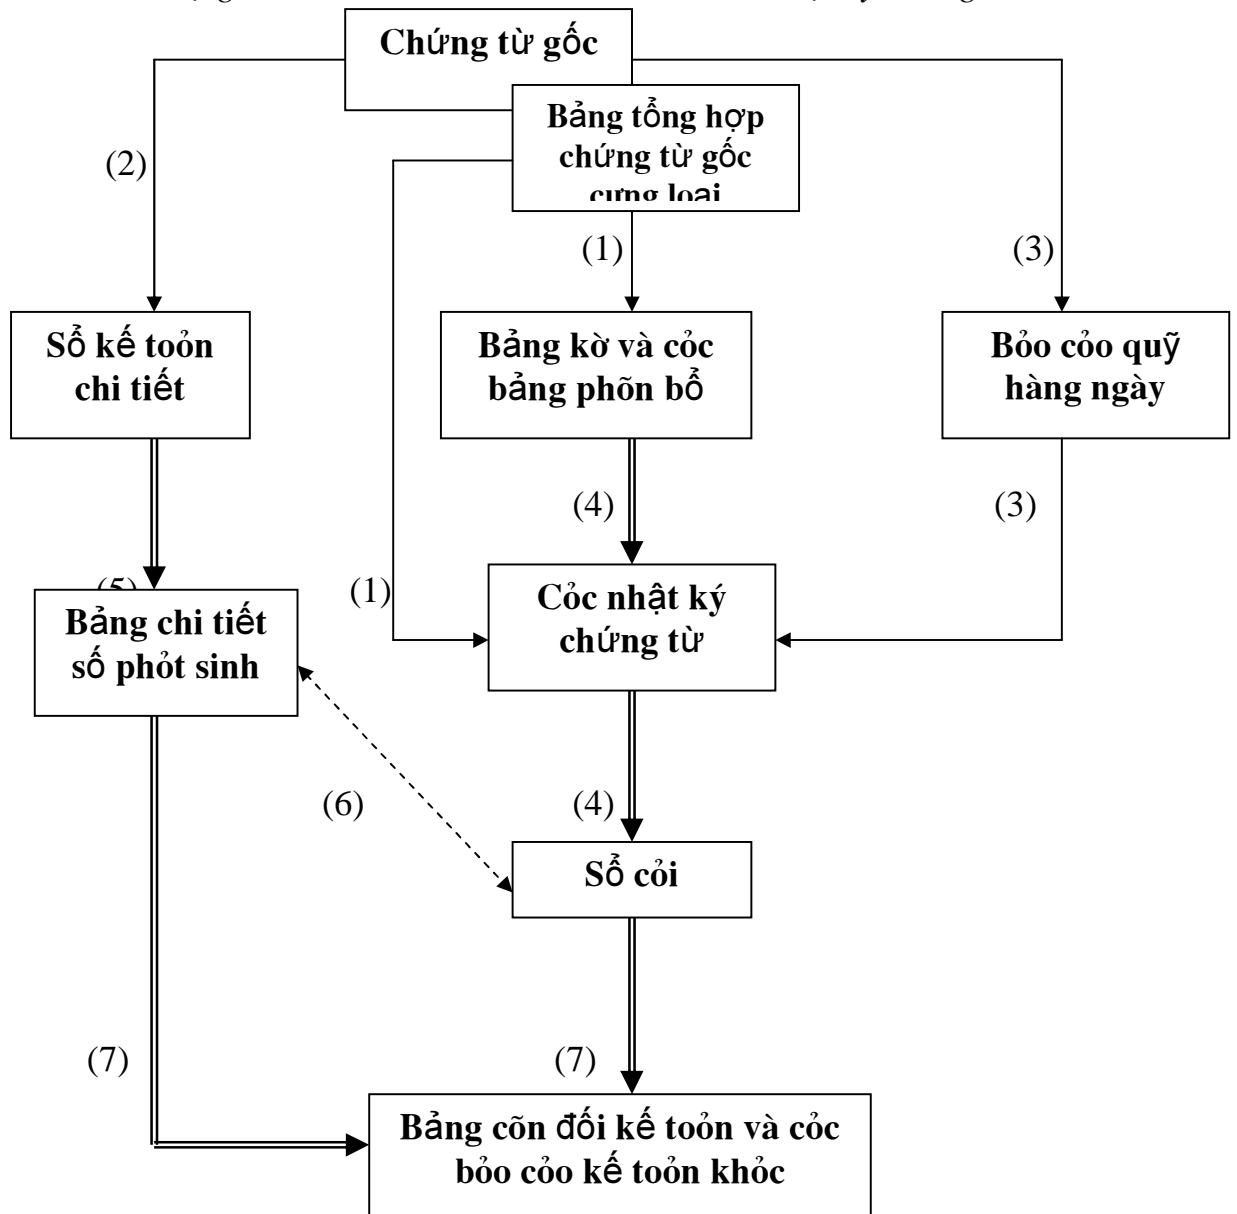 Chứng từ gốc
Bảng tổng hợp
chứng từ gốc
cựng loại
(2)
(1)
(3)
Sổ kế toỏn
chi tiết
Bảng kờ và cỏc
bảng phõn bổ
Bỏo cỏo quỹ
hàng ngày
(4)
(3)
(5)
(1)
Bảng chi tiết
số phỏt sinh
Cỏc nhật ký
chứng từ
(6)
(4)
Sổ cỏi
(7)
(7)
Bảng cõn đối kế toỏn và cỏc
bỏo cỏo kế toỏn khỏc